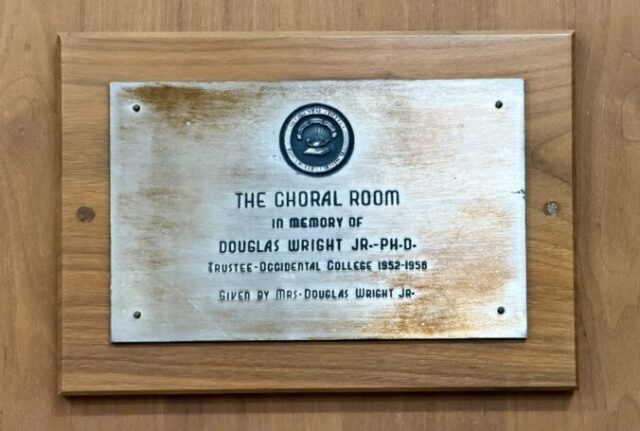 THE CHORAL ROOM
IN MEMORY OF
DOUGLAS WRIGHT JR.-PH.D.
TRUSTEE-OCCIDENTAL COLLEGE 1952-1958
GIVEN BY MRS. DOUGLAS WRIGHT JR.